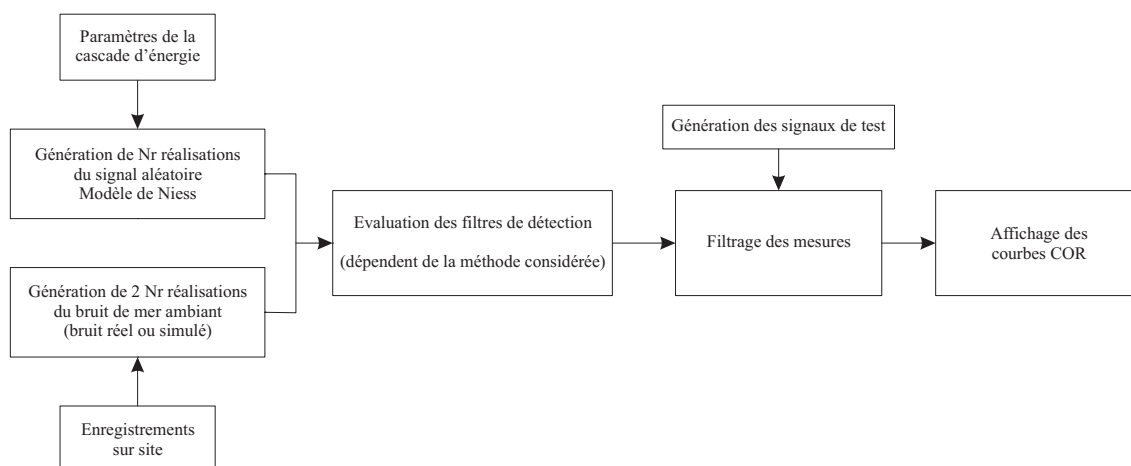 Paramètres de la
cascade d'énergie
Génération de Nr réalisations
du signal aléatoire
Modèle de Niess
Génération de 2 Nr réalisations
du bruit de mer ambiant
(bruit réel ou simulé)
Enregistrements
sur site
Evaluation des filtres de détection
(dépendent de la méthode considérée)
Génération des signaux de test
Filtrage des mesures
Affichage des
courbes COR